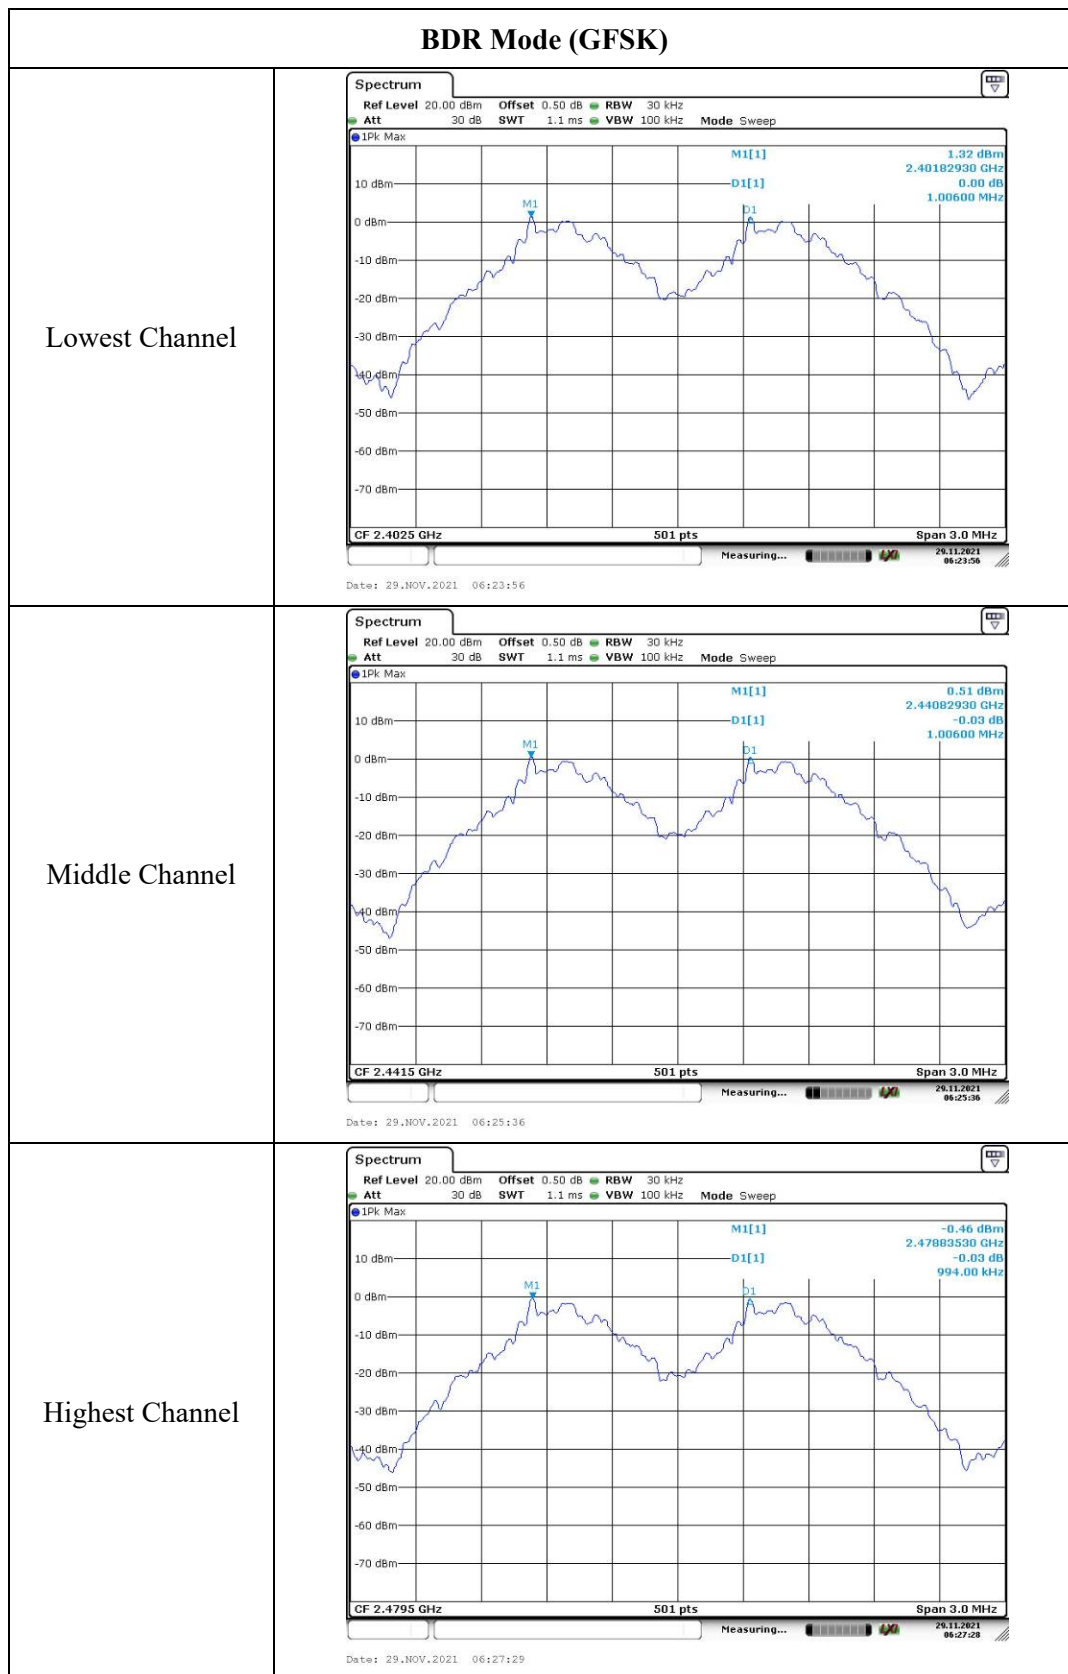 BDR Mode (GFSK)
Lowest Channel
Spectrum
Ref Level 20.00 dBm Offset 0.50 dB RBW 30 kHz
Att 30 dB SWT 1.1 ms VBW 100 kHz Mode Sweep
1Pk Max
M1[1] 1.32 dBm
2.40182930 GHz
10 dBm D1[1] 0.00 dB
1.00600 MHz
M1 D1
0 dBm
-10 dBm
-20 dBm
-30 dBm
-40 dBm
-50 dBm
-60 dBm
-70 dBm
CF 2.4025 GHz 501 pts Span 3.0 MHz
Measuring... LXI 29.11.2021
06:23:56
Date: 29.NOV.2021 06:23:56
Middle Channel
Spectrum
Ref Level 20.00 dBm Offset 0.50 dB RBW 30 kHz
Att 30 dB SWT 1.1 ms VBW 100 kHz Mode Sweep
1Pk Max
M1[1] 0.51 dBm
2.44082930 GHz
10 dBm D1[1] -0.03 dB
1.00600 MHz
M1 D1
0 dBm
-10 dBm
-20 dBm
-30 dBm
-40 dBm
-50 dBm
-60 dBm
-70 dBm
CF 2.4415 GHz 501 pts Span 3.0 MHz
Measuring... LXI 29.11.2021
06:25:36
Date: 29.NOV.2021 06:25:36
Highest Channel
Spectrum
Ref Level 20.00 dBm Offset 0.50 dB RBW 30 kHz
Att 30 dB SWT 1.1 ms VBW 100 kHz Mode Sweep
1Pk Max
M1[1] -0.46 dBm
2.47883530 GHz
10 dBm D1[1] -0.03 dB
994.00 kHz
M1 D1
0 dBm
-10 dBm
-20 dBm
-30 dBm
-40 dBm
-50 dBm
-60 dBm
-70 dBm
CF 2.4795 GHz 501 pts Span 3.0 MHz
Measuring... LXI 29.11.2021
06:27:28
Date: 29.NOV.2021 06:27:29